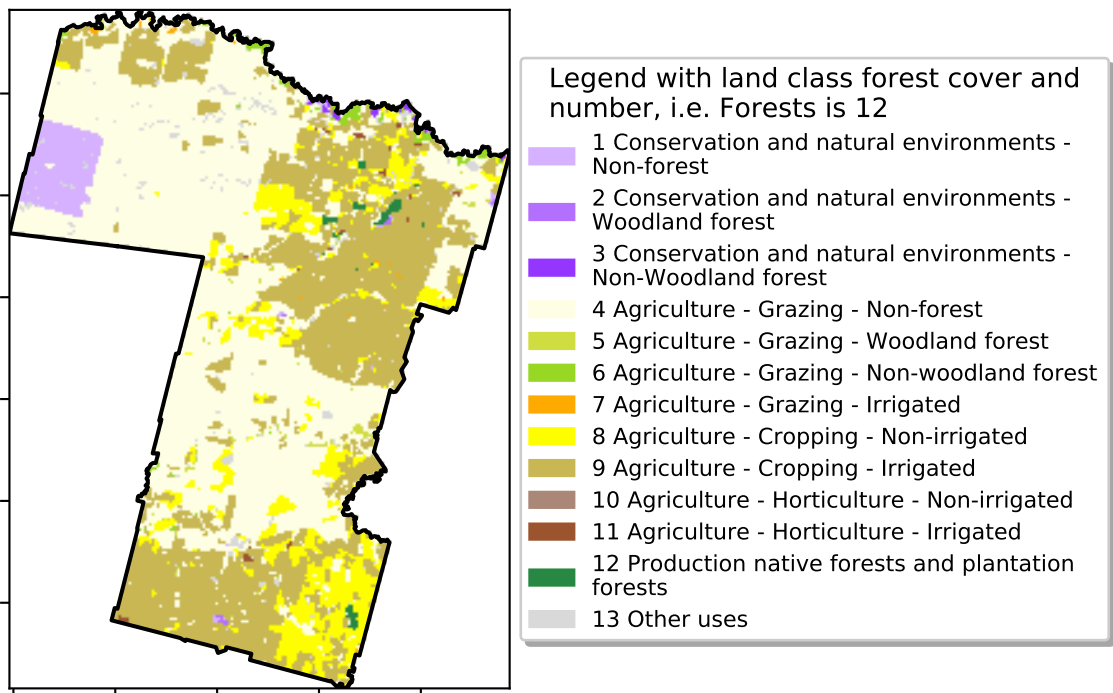 Legend with land class forest cover and
number, i.e. Forests is 12
1 Conservation and natural environments -
Non-forest
2 Conservation and natural environments -
Woodland forest
3 Conservation and natural environments -
Non-Woodland forest
4 Agriculture - Grazing - Non-forest
5 Agriculture - Grazing - Woodland forest
6 Agriculture - Grazing - Non-woodland forest
7 Agriculture - Grazing - Irrigated
8 Agriculture - Cropping - Non-irrigated
9 Agriculture - Cropping - Irrigated
10 Agriculture - Horticulture - Non-irrigated
11 Agriculture - Horticulture - Irrigated
12 Production native forests and plantation
forests
13 Other uses